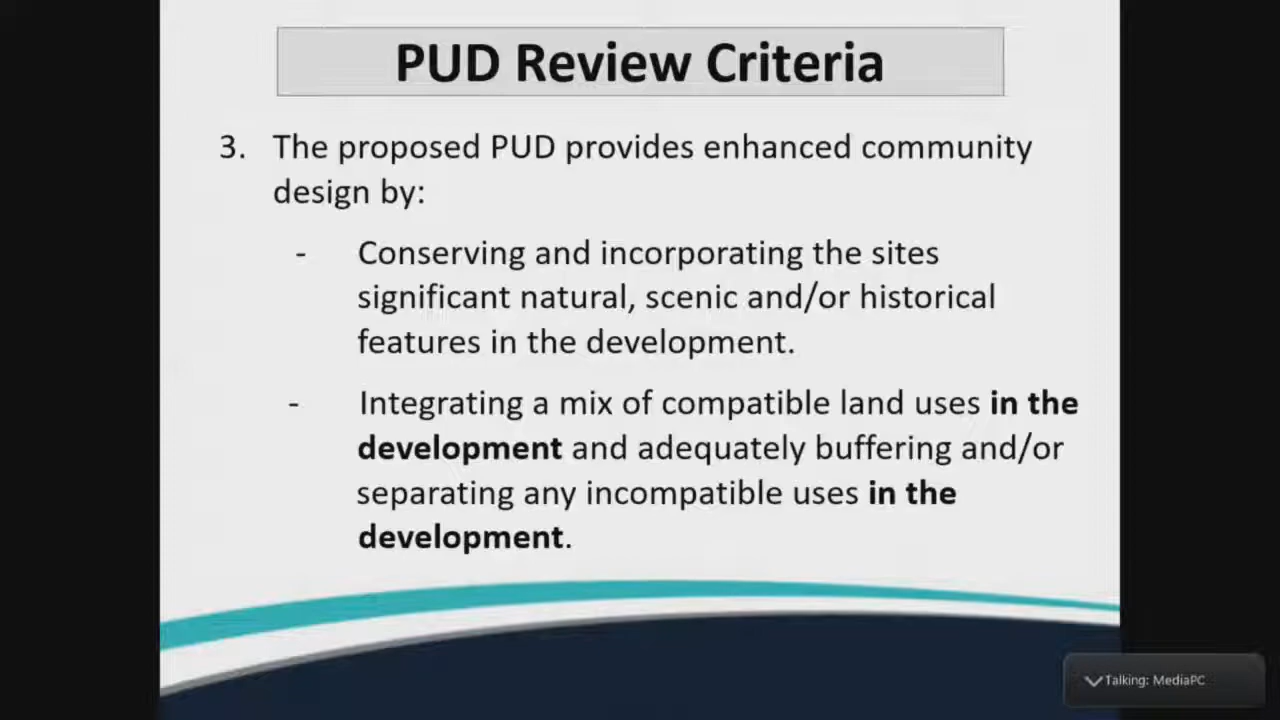 PUD Review Criteria
3. The proposed PUD provides enhanced community
design by:
- Conserving and incorporating the sites
significant natural, scenic and/or historical
features in the development.
- Integrating a mix of compatible land uses in the
development and adequately buffering and/or
separating any incompatible uses in the
development.
Talking: MediaPC